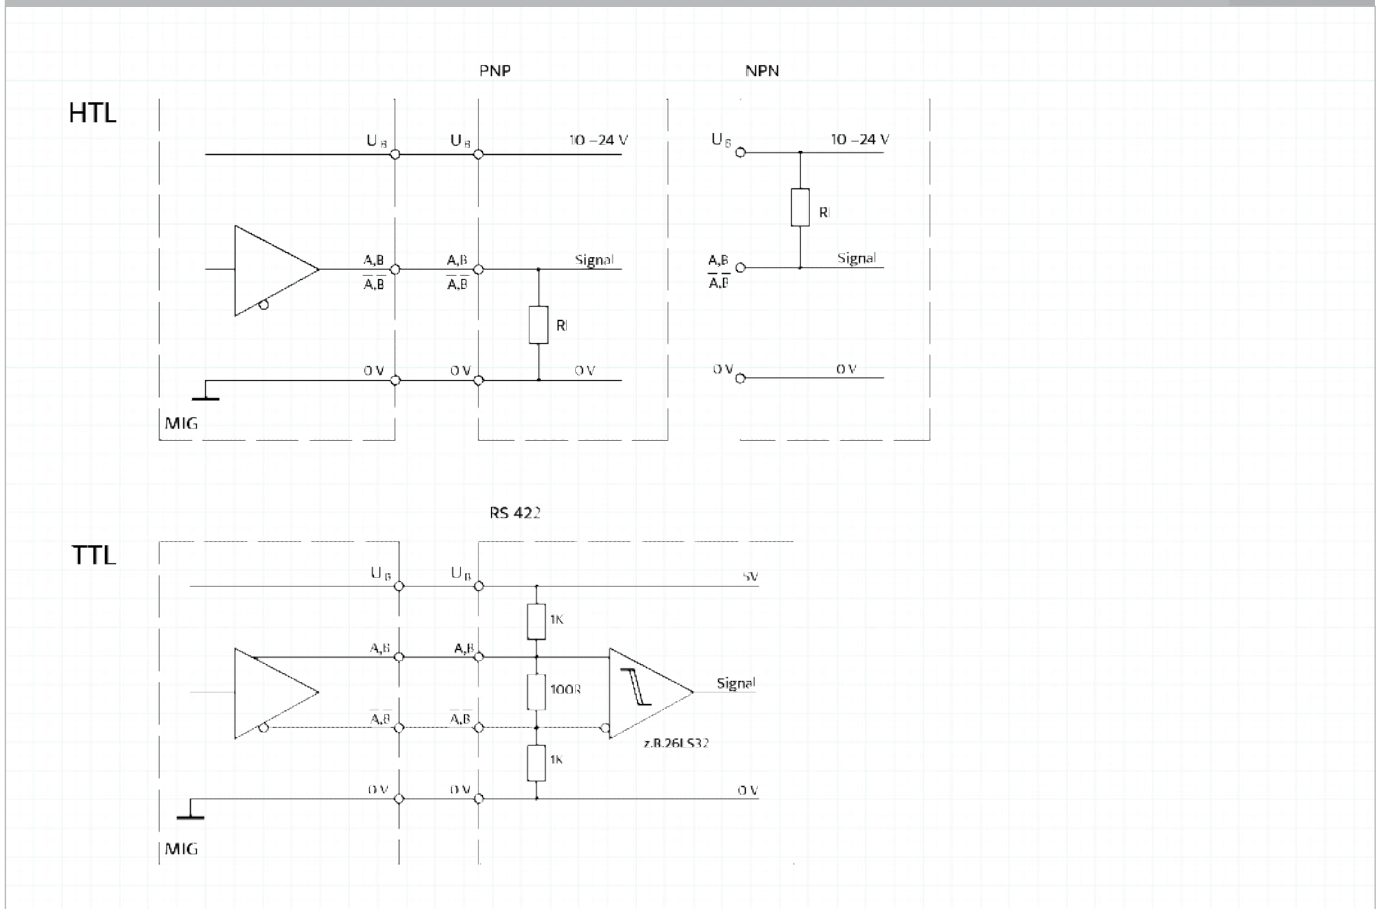 PNP
NPN
HTL
U B
U B
10 –24 V
U B
10 –24 V
Rl
A,B
A,B
Signal
A,B
Signal
A,B
A,B
A,B
Rl
0 V
0 V
0 V
0 V
0 V
MIG
RS 422
TTL
U B
U B
5V
1K
A,B
A,B
100R
Signal
A,B
A,B
z.B.26LS32
1K
0 V
0 V
0 V
MIG